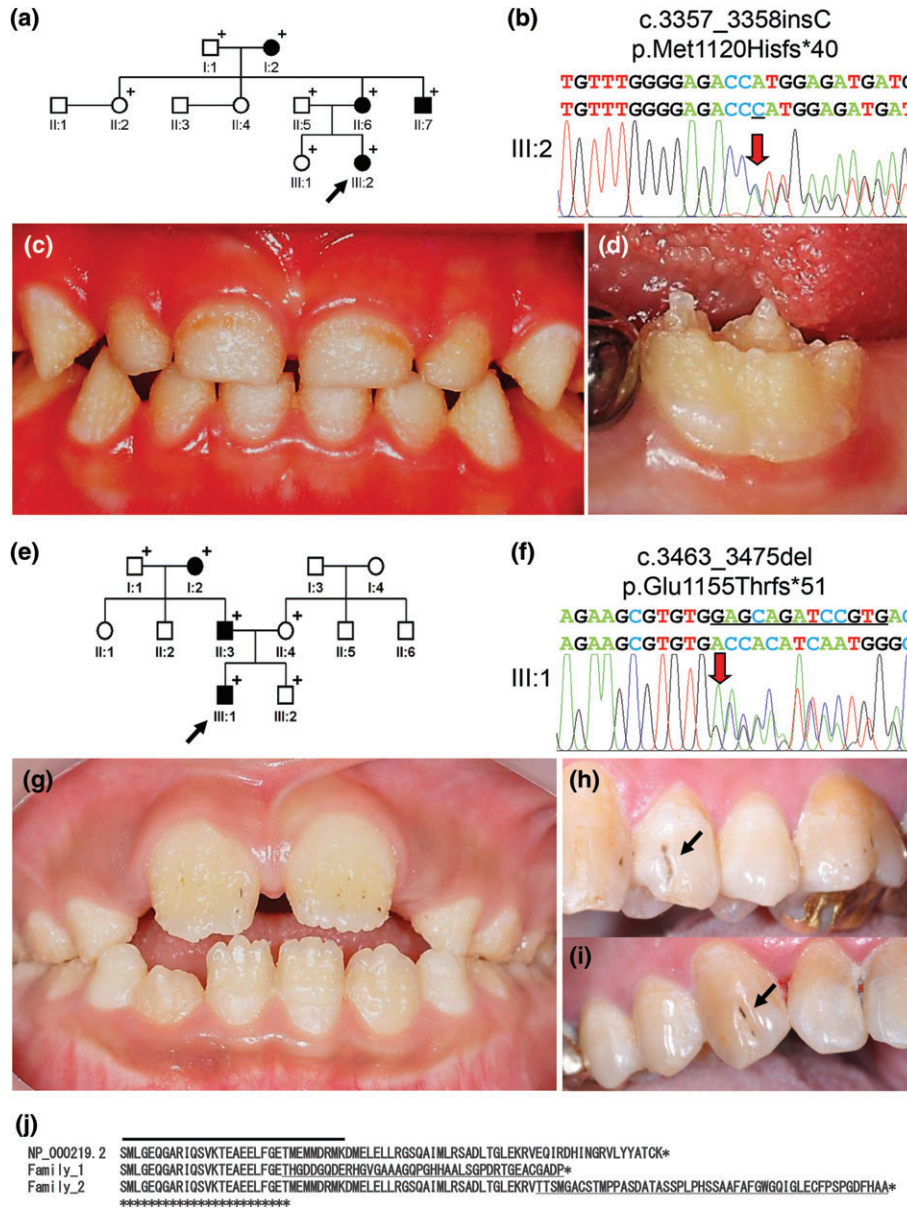 (a)
+ +
I:1 I:2
+ + +
II:1 II:2 II:3 II:4 II:5 II:6 II:7
+ +
III:1 III:2
(b)
c.3357_3358insC
p.Met1120Hisfs*40
TGTTTGGGGAGACCATGGAGATGATG
TGTTTGGGGAGACCCATGGAGATGAT
III:2
(c)
(d)
(e)
+ +
I:1 I:2 I:3 I:4
+ +
II:1 II:2 II:3 II:4 II:5 II:6
+ +
III:1 III:2
(f)
c.3463_3475del
p.Glu1155Thrfs*51
AGAAGCGTGTGGAGCAGATCCGTGAC
AGAAGCGTGTGACCACATCAATGGGC
III:1
(g)
(h)
(i)
(j)
NP_000219.2 SMLGEQGARIQSVKTEAEELFGETMEMMDRMKDMELELLRGSQAIMLRSADLTGLEKRVEQIRDHINGRVLYYATCK*
Family_1 SMLGEQGARIQSVKTEAEELFGETHGDDGQDERHGVGAAAGQPGHHAALSGPDRTGEACGADP*
Family_2 SMLGEQGARIQSVKTEAEELFGETMEMMDRMKDMELELLRGSQAIMLRSADLTGLEKRVTTSMGACSTMPPASDATASSPLPHSSAAFAFGWGQIGLECFPSPGDFHAA*
************************